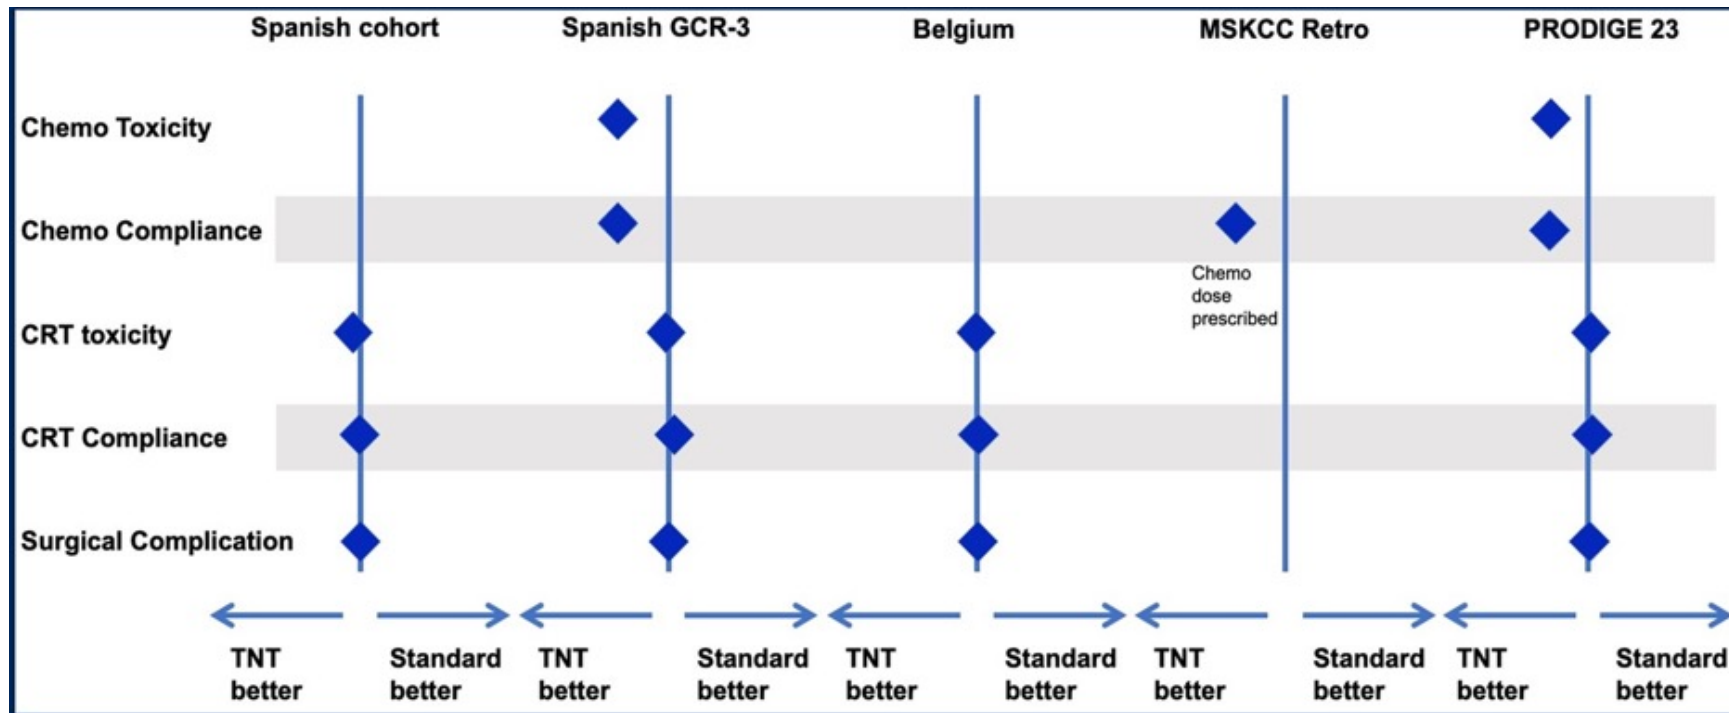 Spanish cohort Spanish GCR-3 Belgium MSKCC Retro PRODIGE 23
Chemo Toxicity
Chemo Compliance
Chemo
dose
prescribed
CRT toxicity
CRT Compliance
Surgical Complication
TNT Standard TNT Standard TNT Standard TNT Standard TNT Standard
better better better better better better better better better better